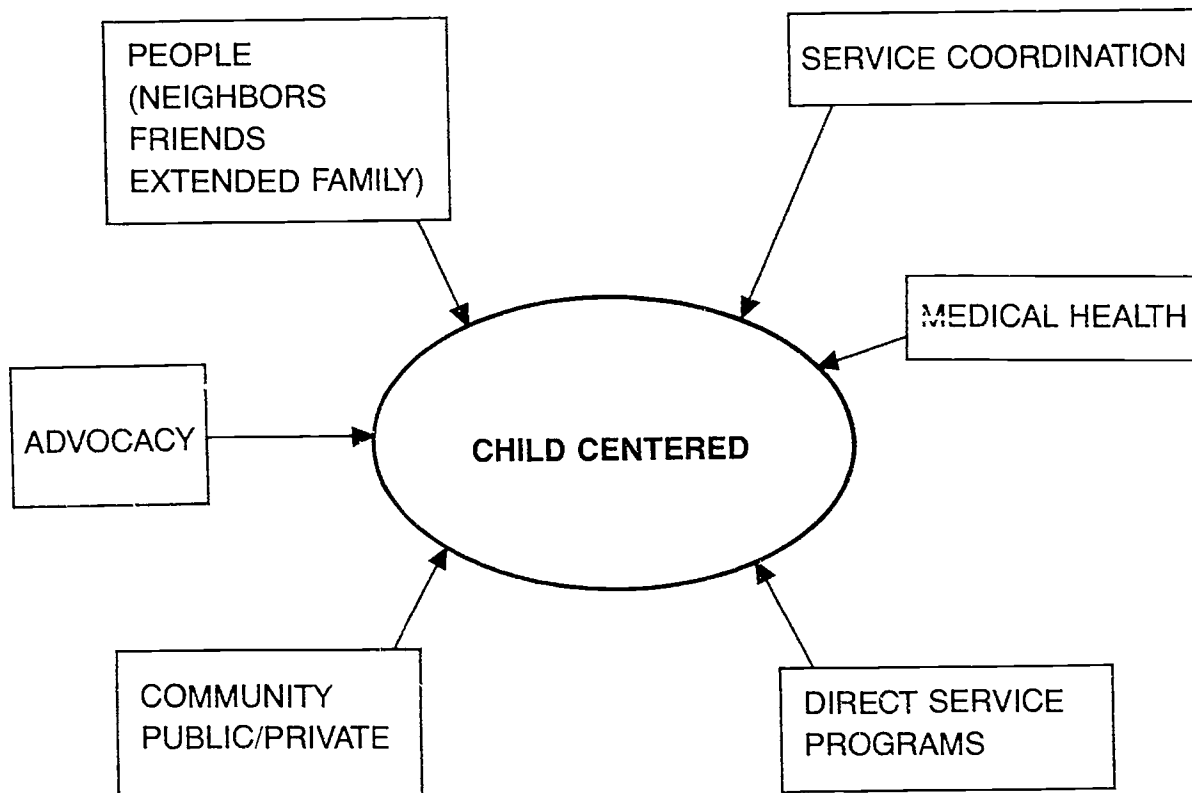 PEOPLE
(NEIGHBORS
FRIENDS
EXTENDED FAMILY)
SERVICE COORDINATION
MEDICAL HEALTH
ADVOCACY
CHILD CENTERED
COMMUNITY
PUBLIC/PRIVATE
DIRECT SERVICE
PROGRAMS